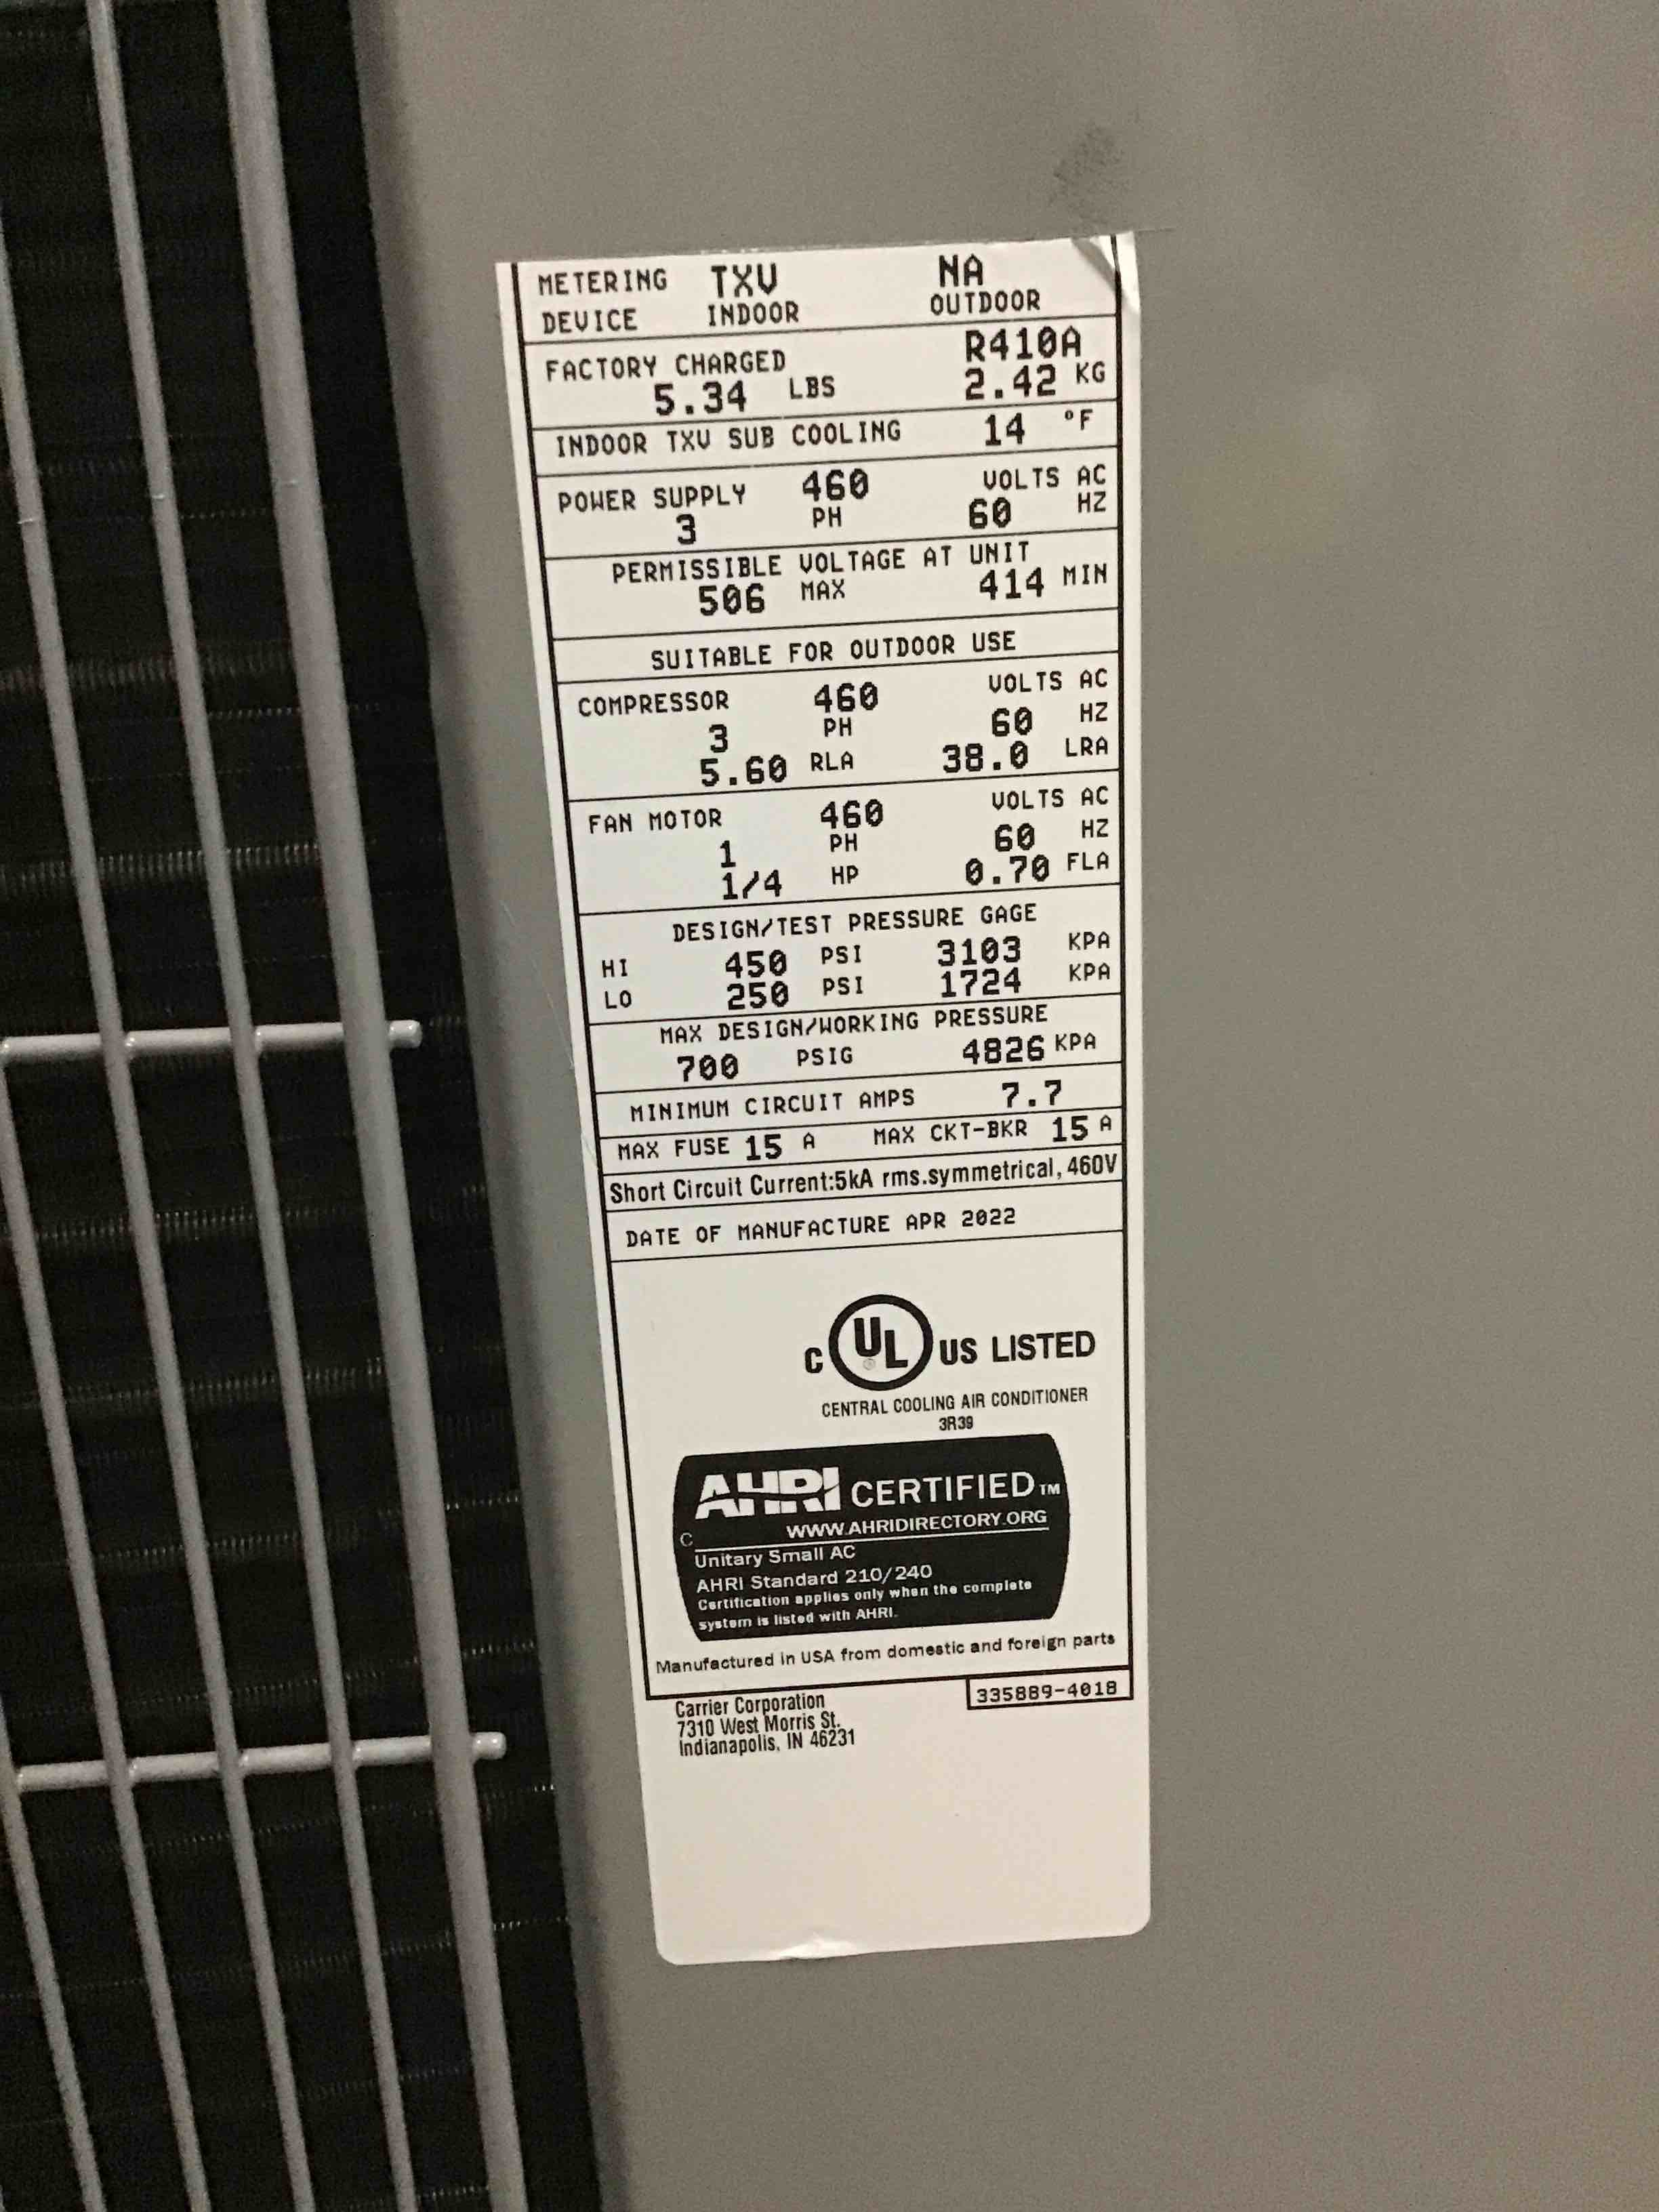 METERING TXV NA
DEVICE INDOOR OUTDOOR
FACTORY CHARGED R410A
5.34 LBS 2.42 KG
INDOOR TXV SUB COOLING 14 °F
POWER SUPPLY 460 VOLTS AC
3 PH 60 HZ
PERMISSIBLE VOLTAGE AT UNIT
506 MAX 414 MIN
SUITABLE FOR OUTDOOR USE
COMPRESSOR 460 VOLTS AC
3 PH 60 HZ
5.60 RLA 38.0 LRA
FAN MOTOR 460 VOLTS AC
1 PH 60 HZ
1/4 HP 0.70 FLA
DESIGN/TEST PRESSURE GAGE
HI 450 PSI 3103 KPA
LO 250 PSI 1724 KPA
MAX DESIGN/WORKING PRESSURE
700 PSIG 4826 KPA
MINIMUM CIRCUIT AMPS 7.7
MAX FUSE 15 A MAX CKT-BKR 15 A
Short Circuit Current:5kA rms.symmetrical, 460V
DATE OF MANUFACTURE APR 2022
C UL ® US LISTED
CENTRAL COOLING AIR CONDITIONER
3R39
AHRI CERTIFIED TM
WWW.AHRIDIRECTORY.ORG
C
Unitary Small AC
AHRI Standard 210/240
Certification applies only when the complete
system is listed with AHRI.
Manufactured in USA from domestic and foreign parts
335889-401B
Carrier Corporation
7310 West Morris St.
Indianapolis, IN 46231